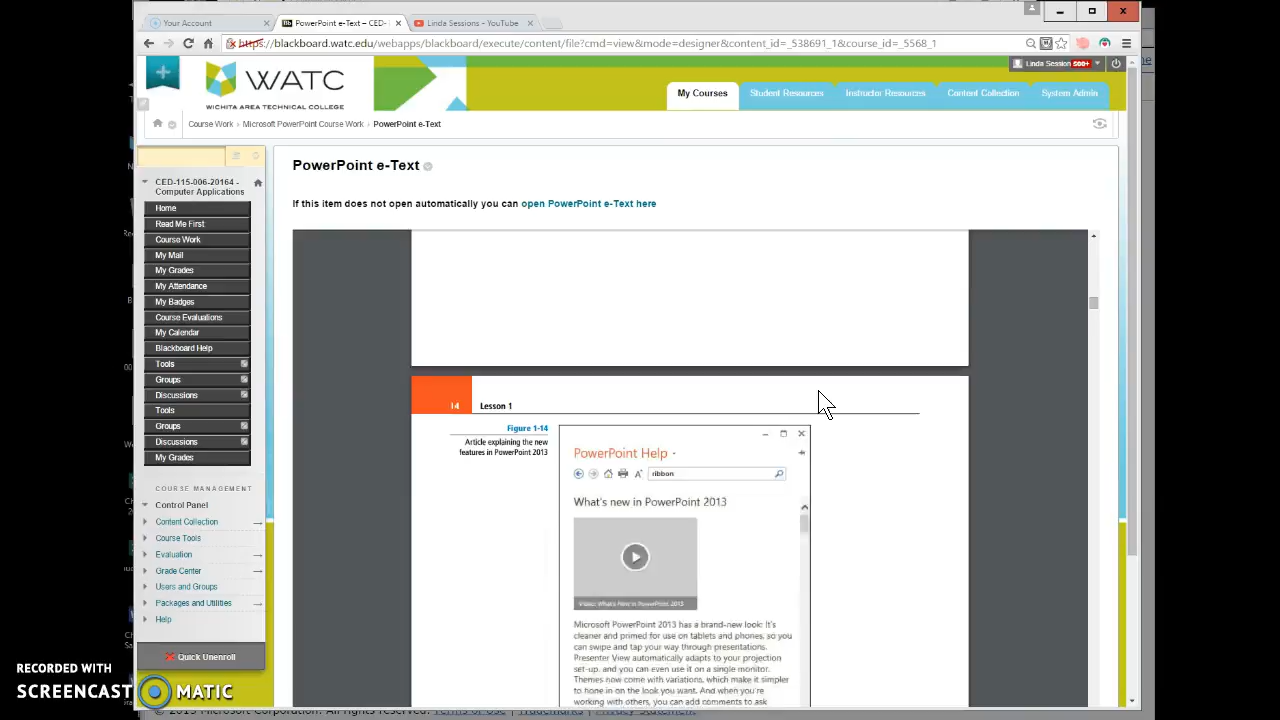 Your Account
PowerPoint e-Text – CED-
Linda Sessions - YouTube
https://blackboard.watc.edu/webapps/blackboard/execute/content/file?cmd=view&mode=designer&content_id=_538691_1&course_id=_5568_1
WATC
WICHITA AREA TECHNICAL COLLEGE
Linda Session 500+
My Courses
Student Resources
Instructor Resources
Content Collection
System Admin
Course Work > Microsoft PowerPoint Course Work > PowerPoint e-Text
PowerPoint e-Text
If this item does not open automatically you can open PowerPoint e-Text here
CED-115-006-20164 -
Computer Applications
Home
Read Me First
Course Work
My Mail
My Grades
My Attendance
My Badges
Course Evaluations
My Calendar
Blackboard Help
Tools
Groups
Discussions
Tools
Groups
Discussions
My Grades
COURSE MANAGEMENT
Control Panel
Content Collection
Course Tools
Evaluation
Grade Center
Users and Groups
Packages and Utilities
Help
Quick Unenroll
14 Lesson 1
Figure 1-14
Article explaining the new
features in PowerPoint 2013
PowerPoint Help
ribbon
What's new in PowerPoint 2013
Video: What's New in PowerPoint 2013
Microsoft PowerPoint 2013 has a brand-new look: it's
cleaner and primed for use on tablets and phones, so you
can swipe and tap your way through presentations.
Presenter View automatically adapts to your projection
set-up, and you can even use it on a single monitor.
Themes now come with variations, which make it simpler
to hone in on the look you want. And when you're
working with others, you can add comments to ask
RECORDED WITH
SCREENCAST MATIC